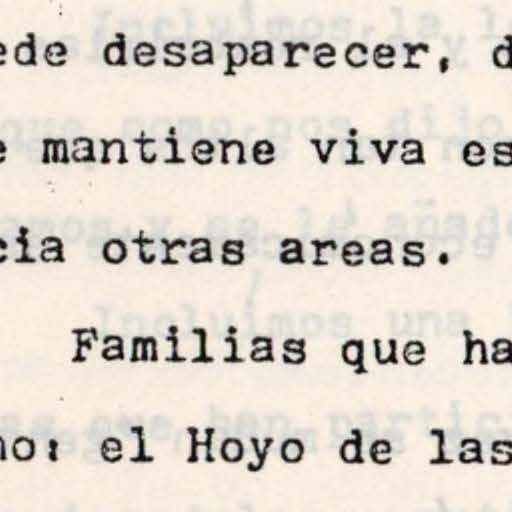 ede desaparecer, d
e mantiene viva es
cia otras areas.
Familias que ha
no: el Hoyo de las